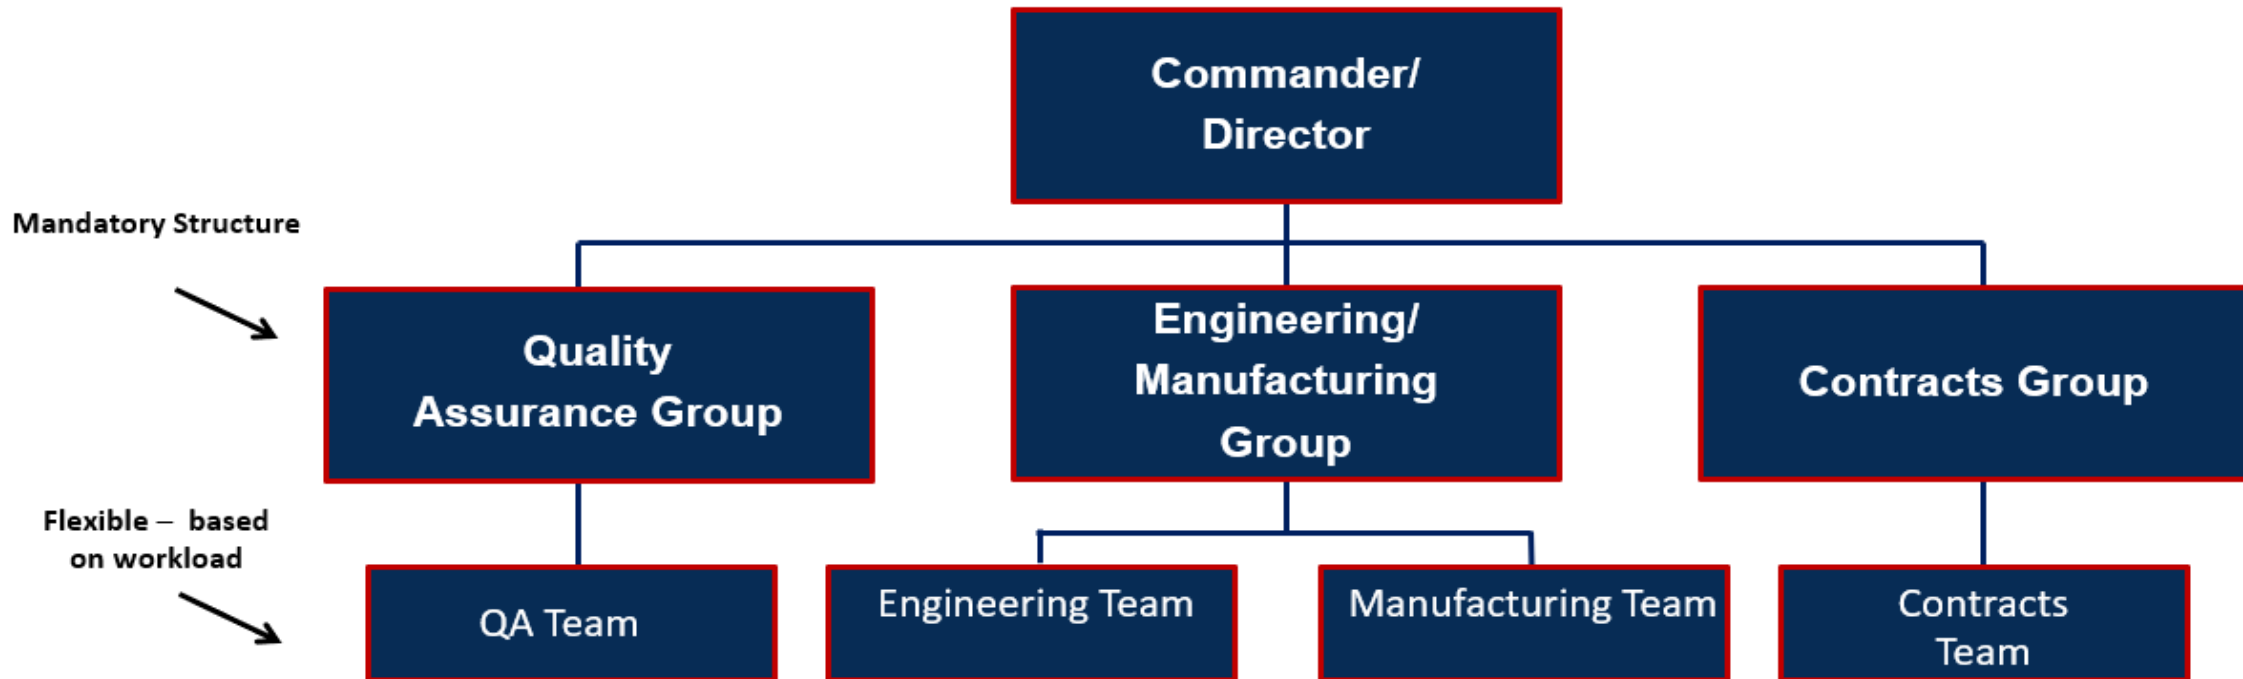 Commander/
Director
Mandatory Structure
Quality
Assurance Group
Engineering/
Manufacturing
Group
Contracts Group
Flexible – based
on workload
QA Team
Engineering Team
Manufacturing Team
Contracts
Team